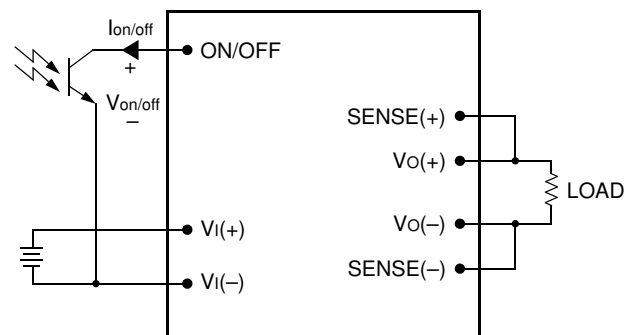 Ion/off
+
ON/OFF
Von/off
–
SENSE(+)
VO(+)
LOAD
VO(–)
SENSE(–)
VI(+)
VI(–)